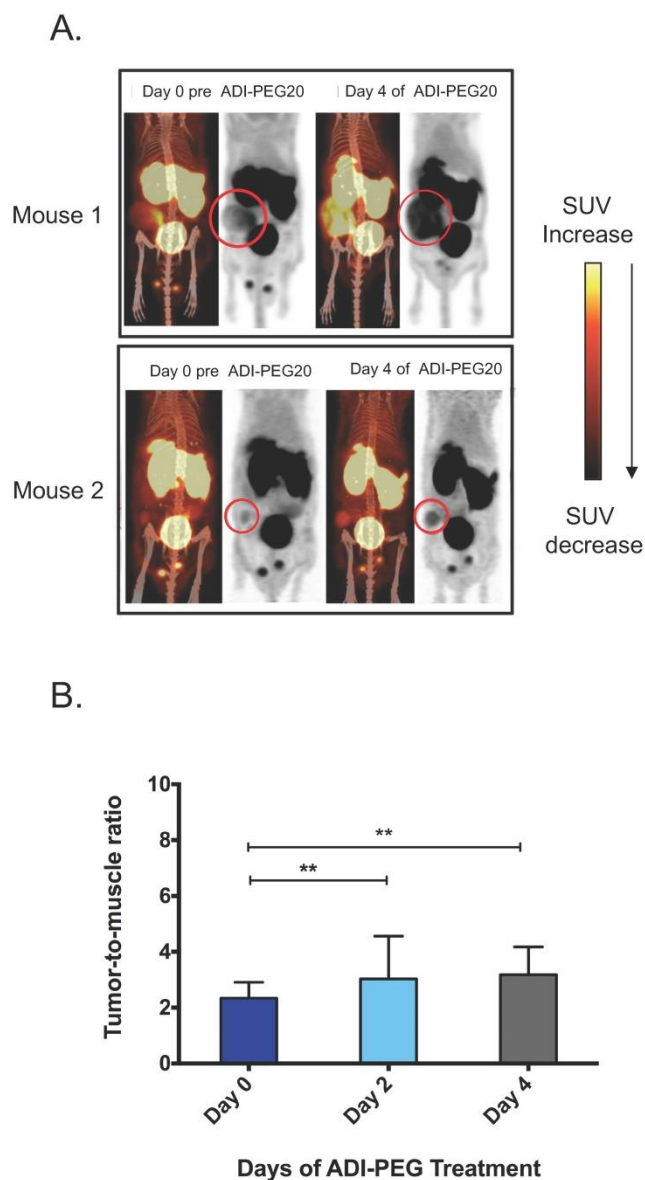 A.
Day 0 pre ADI-PEG20
Day 4 of ADI-PEG20
Mouse 1
Day 0 pre ADI-PEG20
Day 4 of ADI-PEG20
Mouse 2
SUV
Increase
SUV
decrease
B.
Tumor-to-muscle ratio
10
8
6
4
2
0
**
**
Day 0
Day 2
Day 4
Days of ADI-PEG Treatment